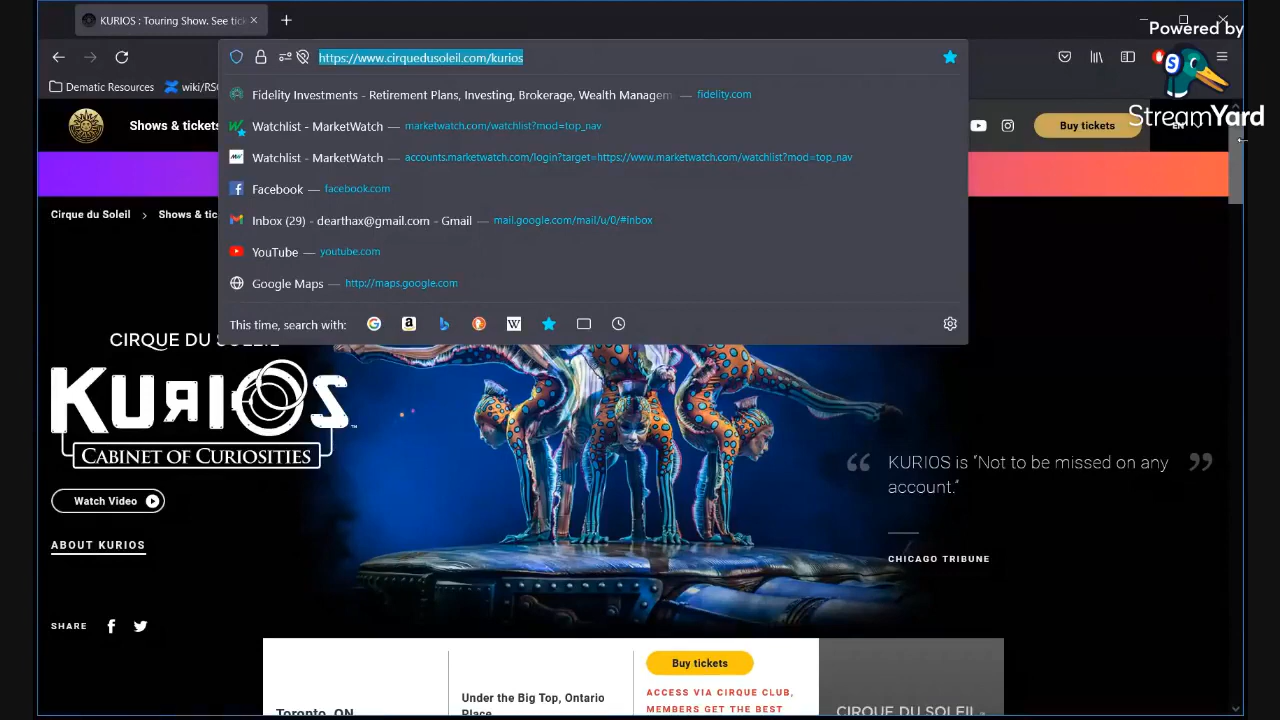 KURIOS : Touring Show. See tic
Powered by
StreamYard
https://www.cirquedusoleil.com/kurios
Dematic Resources
wiki/RS
Fidelity Investments - Retirement Plans, Investing, Brokerage, Wealth Managem — fidelity.com
Watchlist - MarketWatch — marketwatch.com/watchlist?mod=top_nav
Watchlist - MarketWatch — accounts.marketwatch.com/login?target=https://www.marketwatch.com/watchlist?mod=top_nav
Facebook — facebook.com
Inbox (29) - dearthax@gmail.com - Gmail — mail.google.com/mail/u/0/#inbox
YouTube — youtube.com
Google Maps — http://maps.google.com
This time, search with:
Shows & tickets
Buy tickets
EN
Cirque du Soleil > Shows & tic
CIRQUE DU SOLEIL
KURIOS™
CABINET OF CURIOSITIES
Watch Video
ABOUT KURIOS
“ KURIOS is “Not to be missed on any ”
account.”
CHICAGO TRIBUNE
SHARE
Toronto, ON
Under the Big Top, Ontario
Place
Buy tickets
ACCESS VIA CIRQUE CLUB,
MEMBERS GET THE BEST
CIRQUE DU SOLEIL -